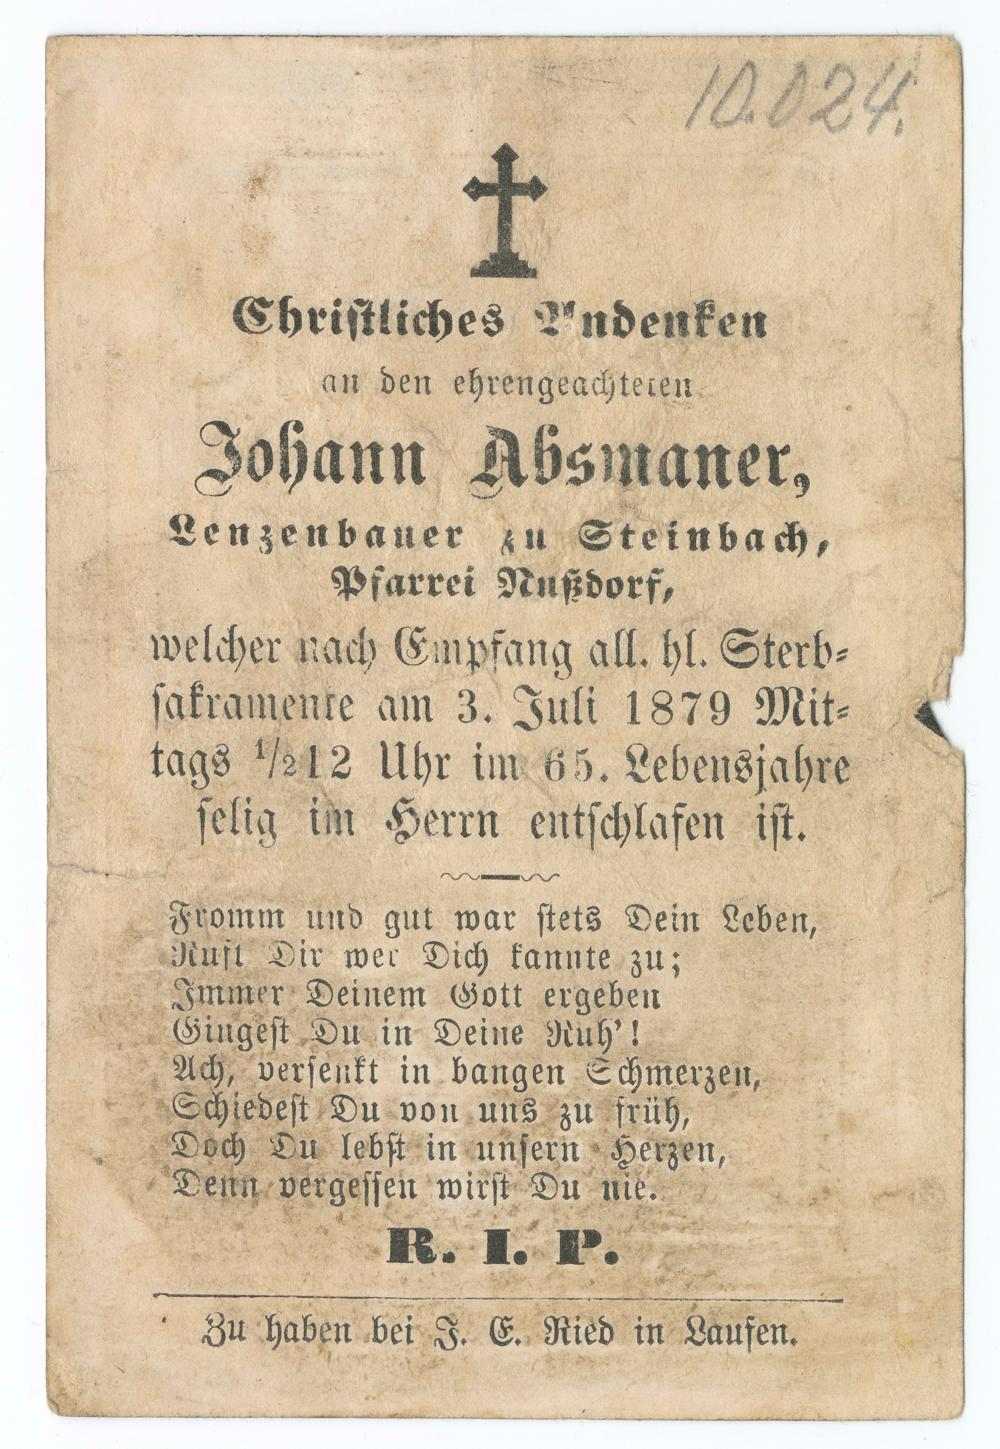 10.024.
Christliches Andenken
an den ehrengeachteten
Johann Absmaner,
Lenzenbauer zu Steinbach,
Pfarrei Nußdorf,
welcher nach Empfang all. hl. Sterb-
sakramente am 3. Juli 1879 Mit-
tags ½12 Uhr im 65. Lebensjahre
selig im Herrn entschlafen ist.
Fromm und gut war stets Dein Leben,
Ruft Dir wer Dich kannte zu;
Immer Deinem Gott ergeben
Gingest Du in Deine Ruh'!
Ach, versenkt in bangen Schmerzen,
Schiedest Du von uns zu früh,
Doch Du lebst in unsern Herzen,
Denn vergessen wirst Du nie.
R. I. P.
Zu haben bei J. E. Ried in Laufen.